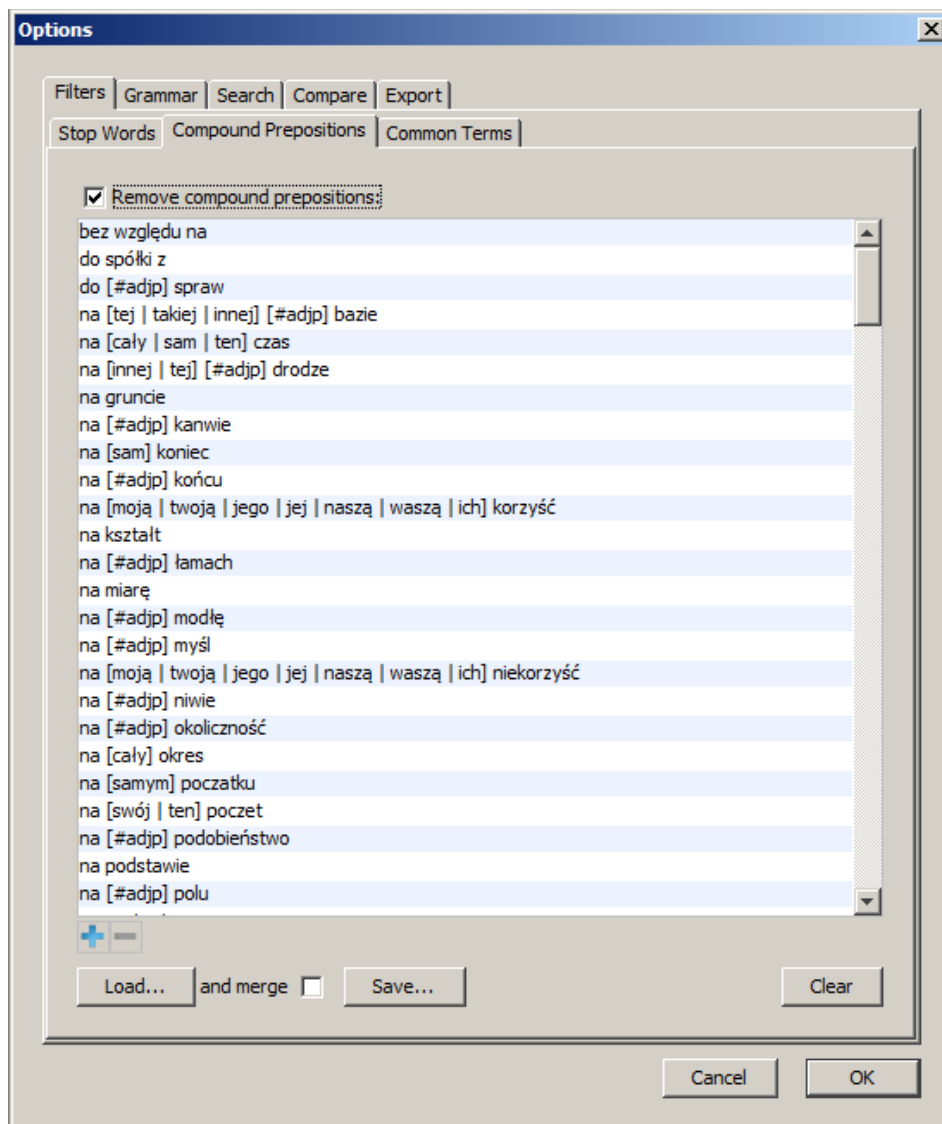 Options
Filters Grammar Search Compare Export
Stop Words Compound Prepositions Common Terms
Remove compound prepositions:
bez względu na
do spółki z
do [#adjp] spraw
na [tej | takiej | innej] [#adjp] bazie
na [cały | sam | ten] czas
na [innej | tej] [#adjp] drodze
na gruncie
na [#adjp] kanwie
na [sam] koniec
na [#adjp] końcu
na [moją | twoją | jego | jej | naszą | waszą | ich] korzyść
na kształt
na [#adjp] łamach
na miarę
na [#adjp] modłę
na [#adjp] myśl
na [moją | twoją | jego | jej | naszą | waszą | ich] niekorzyść
na [#adjp] niwie
na [#adjp] okoliczność
na [cały] okres
na [samym] poczatku
na [swój | ten] poczet
na [#adjp] podobieństwo
na podstawie
na [#adjp] polu
Load... and merge Save... Clear
Cancel OK